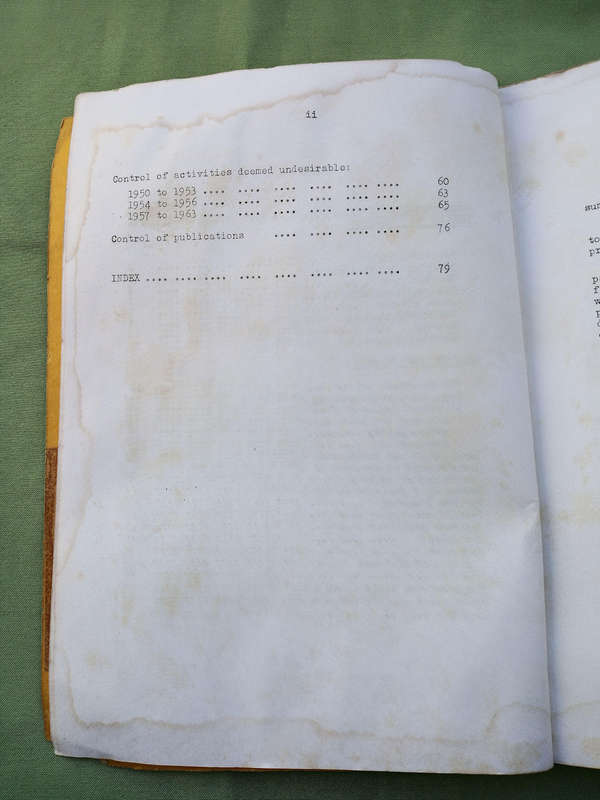 ii
Control of activities deemed undesirable:
1950 to 1953 .... .... .... .... .... .... 60
1954 to 1956 .... .... .... .... .... .... 63
1957 to 1963 .... .... .... .... .... .... 65
Control of publications .... .... .... .... 76
INDEX .... .... .... .... .... .... .... .... 79
to